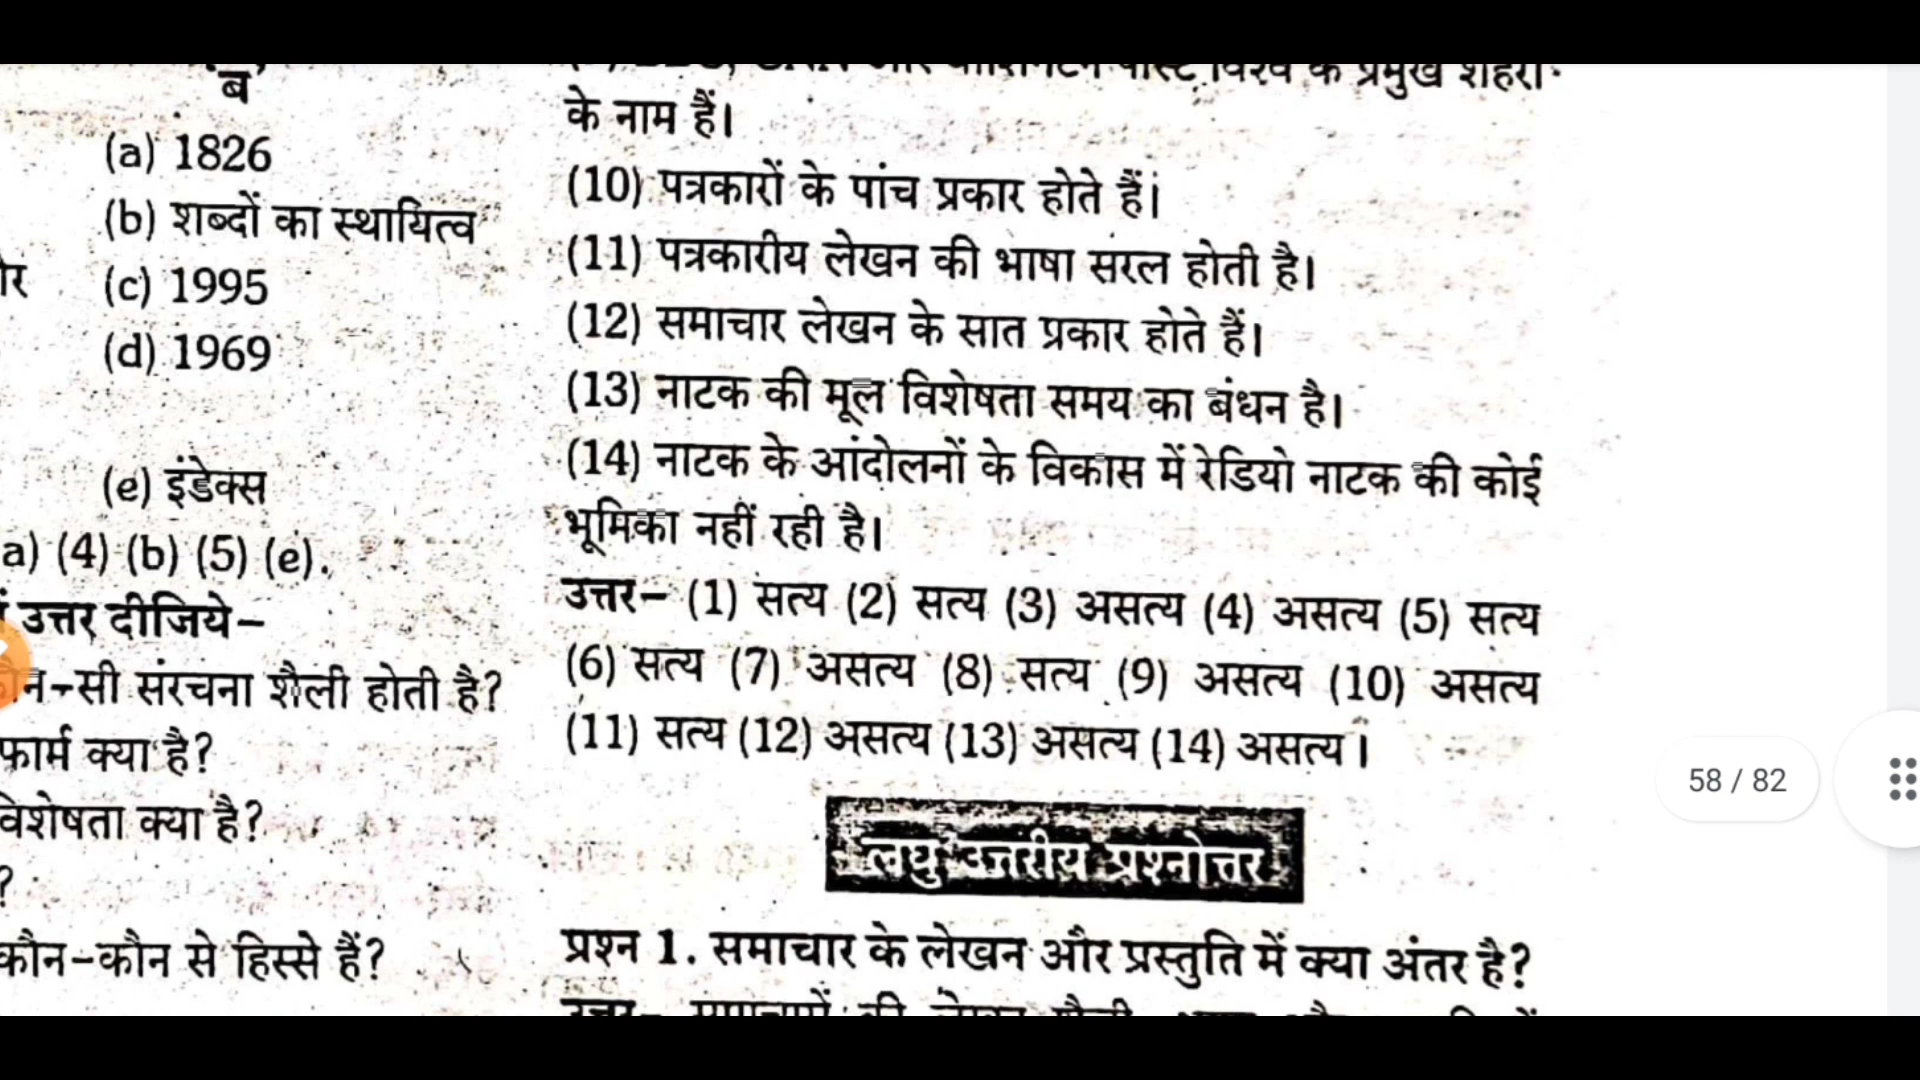 ब
(a) 1826
(b) शब्दों का स्थायित्व
(c) 1995
(d) 1969
(e) इंडेक्स
a) (4) (b) (5) (e).
उत्तर दीजिये–
कौन-सी संरचना शैली होती है?
फार्म क्या है?
विशेषता क्या है?
?
कौन-कौन से हिस्से हैं?
विश्व के प्रमुख शहरों
के नाम हैं।
(10) पत्रकारों के पांच प्रकार होते हैं।
(11) पत्रकारीय लेखन की भाषा सरल होती है।
(12) समाचार लेखन के सात प्रकार होते हैं।
(13) नाटक की मूल विशेषता समय का बंधन है।
(14) नाटक के आंदोलनों के विकास में रेडियो नाटक की कोई
भूमिका नहीं रही है।
उत्तर– (1) सत्य (2) सत्य (3) असत्य (4) असत्य (5) सत्य
(6) सत्य (7) असत्य (8) सत्य (9) असत्य (10) असत्य
(11) सत्य (12) असत्य (13) असत्य (14) असत्य।
लघु उत्तरीय प्रश्नोत्तर
प्रश्न 1. समाचार के लेखन और प्रस्तुति में क्या अंतर है?
58 / 82